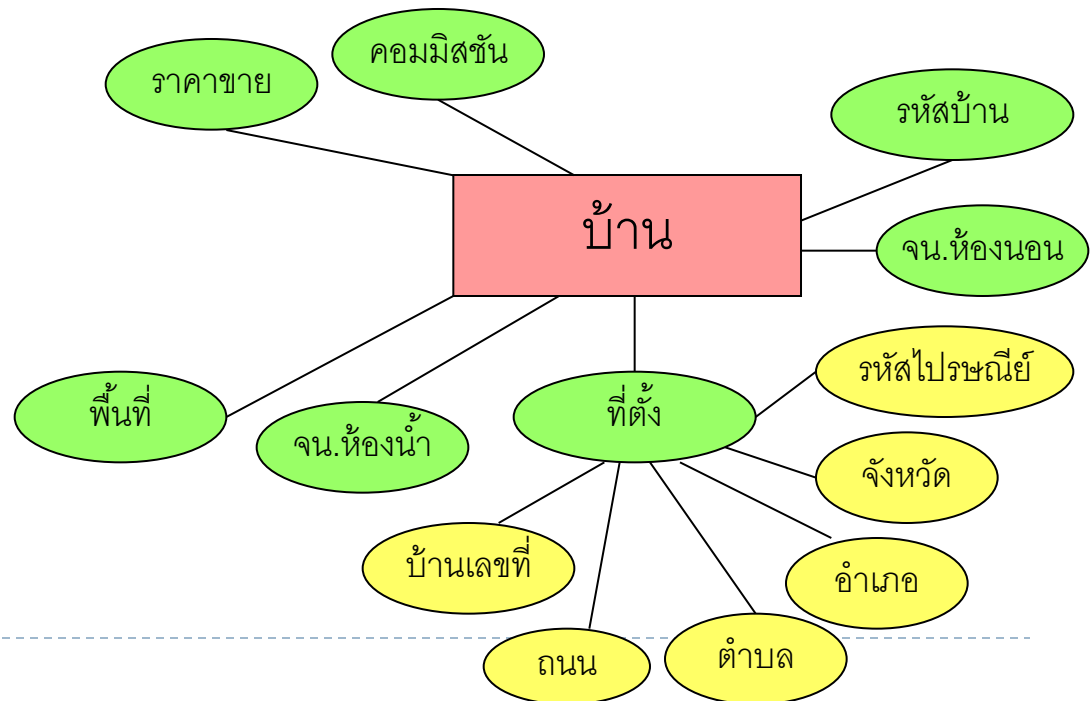 คอมมิสชัน
ราคาขาย
รหัสบ้าน
บ้าน
จน.ห้องนอน
รหัสไปรษณีย์
พื้นที่
ที่ตั้ง
จน.ห้องน้ำ
จังหวัด
บ้านเลขที่
อำเภอ
ถนน
ตำบล